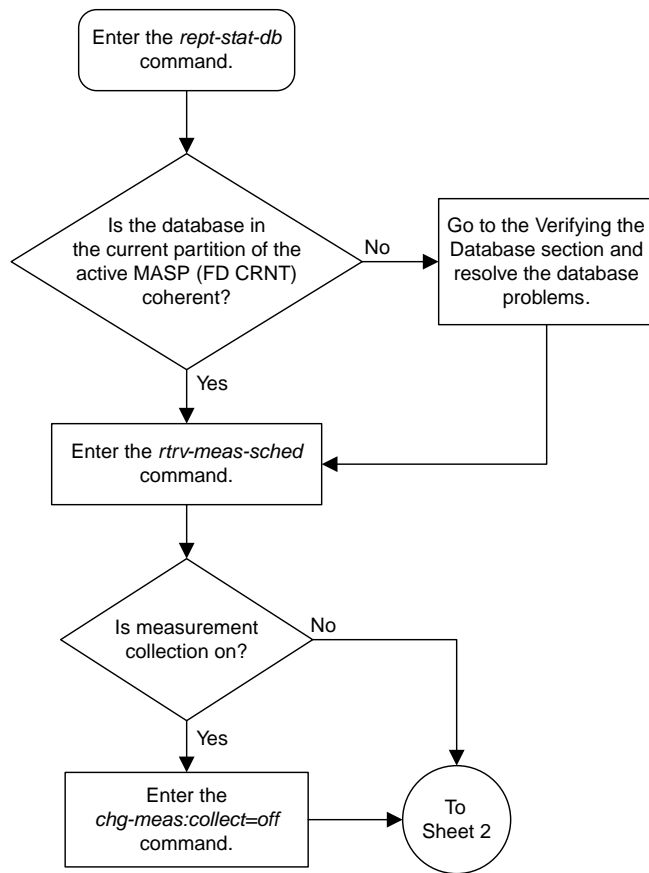 Enter the rept-stat-db
command.
Is the database in
the current partition of the
active MASP (FD CRNT)
coherent?
No
Go to the Verifying the
Database section and
resolve the database
problems.
Yes
Enter the rtrv-meas-sched
command.
Is measurement
collection on?
No
Yes
Enter the
chg-meas:collect=off
command.
To
Sheet 2